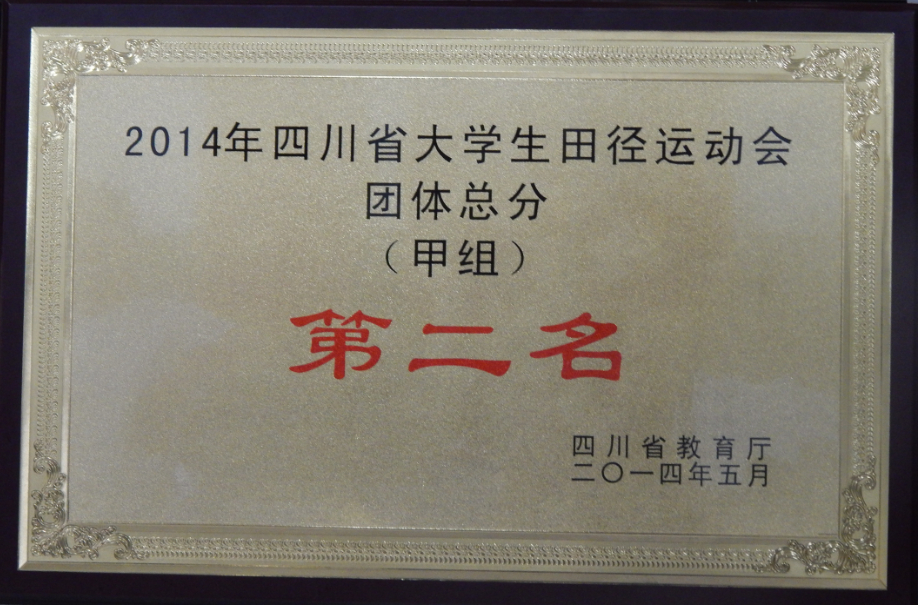 2014年四川省大学生田径运动会
团体总分
（甲组）
第二名
四川省教育厅
二〇一四年五月